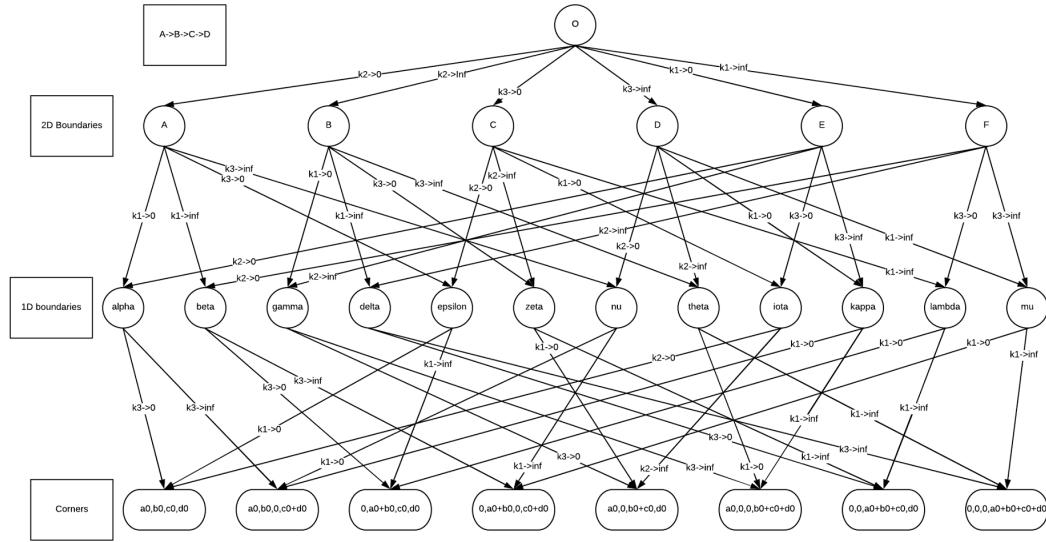 A->B->C->D
O
k2->0
k2->Inf
k3->0
k3->inf
k1->0
k1->inf
2D Boundaries
A
B
C
D
E
F
k3->inf
k3->0
k1->0
k3->0
k3->inf
k2->0
k2->inf
k1->0
k1->0
k1->inf
k1->inf
k2->0
k2->inf
k1->0
k3->0
k3->inf
k1->inf
k2->inf
k3->0
k3->inf
k2->0
k2->0
k2->inf
k2->inf
k1->inf
1D boundaries
alpha
beta
gamma
delta
epsilon
zeta
nu
theta
iota
kappa
lambda
mu
k3->0
k3->inf
k3->0
k3->inf
k1->0
k1->inf
k1->0
k2->0
k1->0
k1->0
k1->0
k1->inf
k1->0
k3->0
k1->inf
k3->inf
k2->inf
k3->0
k1->0
k1->inf
k1->inf
k1->inf
k1->inf
k3->inf
Corners
a0,b0,c0,d0
a0,b0,0,c0+d0
0,a0+b0,c0,d0
0,a0+b0,0,c0+d0
a0,0,b0+c0,d0
a0,0,0,b0+c0+d0
0,0,a0+b0+c0,d0
0,0,0,a0+b0+c0+d0